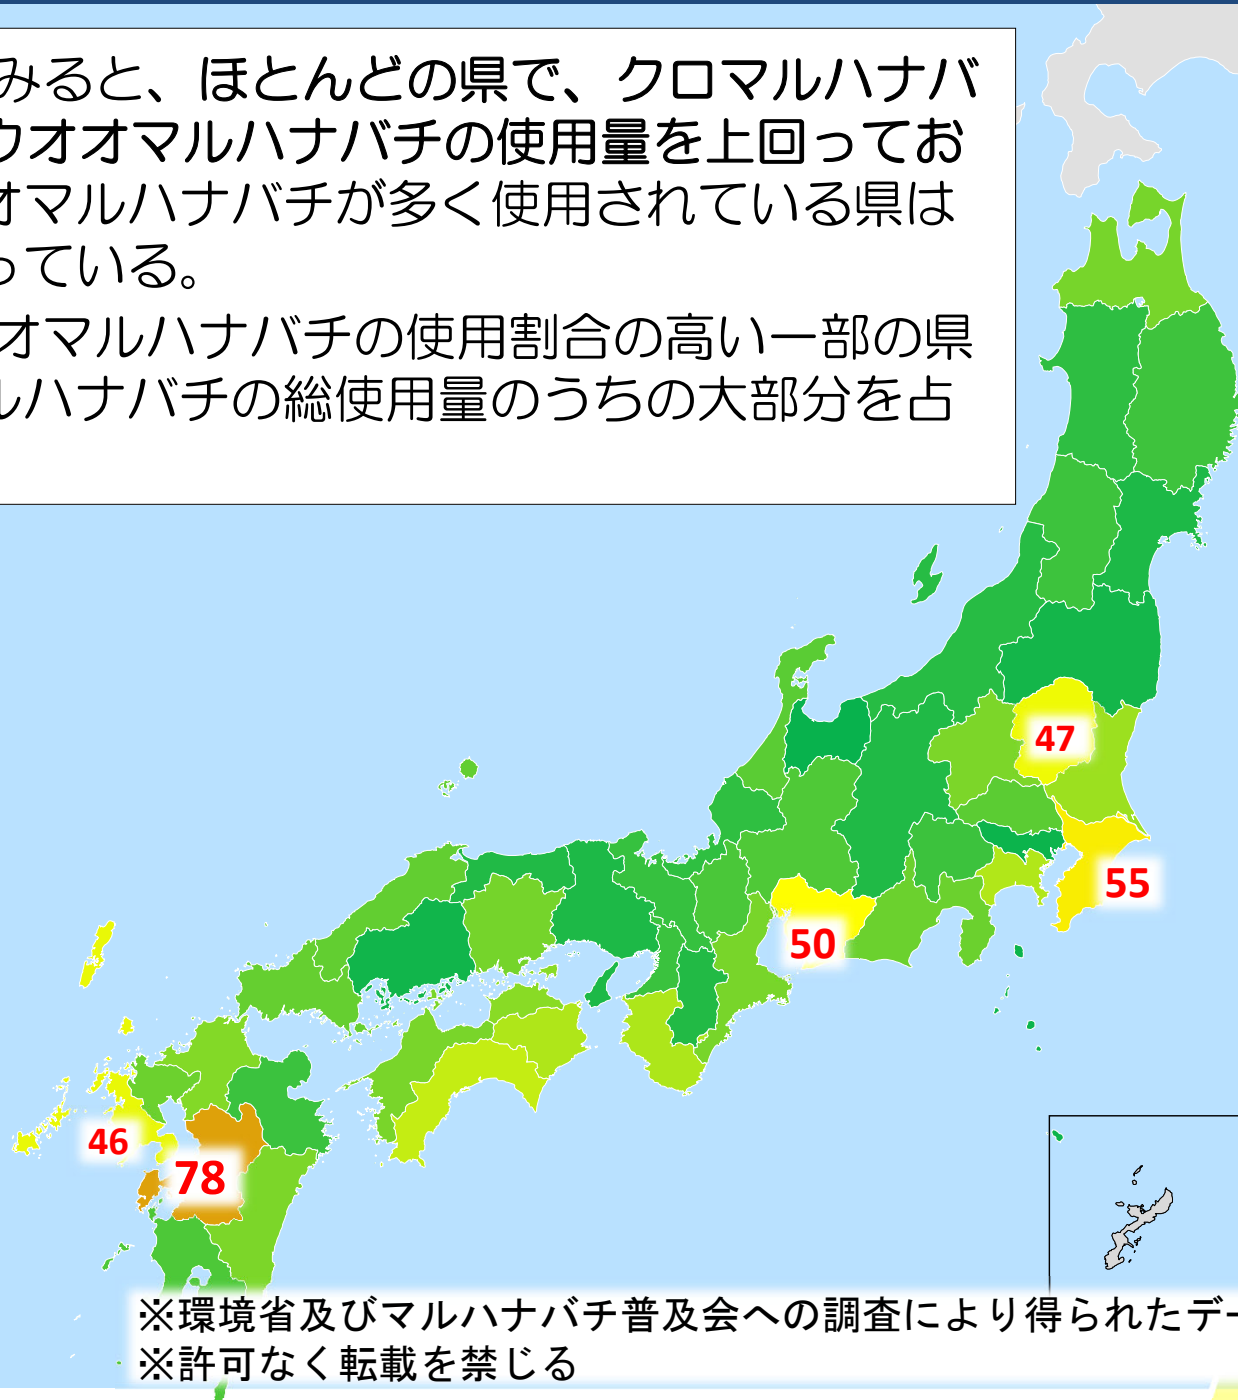 みると、ほとんどの県で、クロマルハナバ
ウオオマルハナバチの使用量を上回ってお
オマルハナバチが多く使用されている県は
っている。
オマルハナバチの使用割合の高い一部の県
ルハナバチの総使用量のうちの大部分を占
47
55
50
46
78
※環境省及びマルハナバチ普及会への調査により得られたデー
※許可なく転載を禁じる